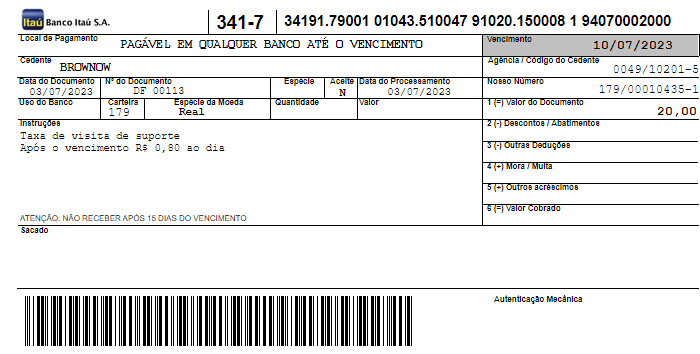 Itaú Banco Itaú S.A. 341-7 34191.79001 01043.510047 91020.150008 1 94070002000
Local de Pagamento
PAGÁVEL EM QUALQUER BANCO ATÉ O VENCIMENTO
Vencimento
10/07/2023
Cedente
BROWNOW
Agência / Código do Cedente
0049/10201-5
Data do Documento Nº do Documento Espécie Aceite Data do Processamento
03/07/2023 DF 00113 N 03/07/2023
Nosso Número
179/00010435-1
Uso do Banco Carteira Espécie da Moeda Quantidade Valor
179 Real
1 (=) Valor do Documento
20,00
Instruções
Taxa de visita de suporte
Após o vencimento R$ 0,80 ao dia
ATENÇÃO: NÃO RECEBER APÓS 15 DIAS DO VENCIMENTO
2 (-) Descontos / Abatimentos
3 (-) Outras Deduções
4 (+) Mora / Multa
5 (+) Outros acréscimos
6 (=) Valor Cobrado
Sacado
Autenticação Mecânica